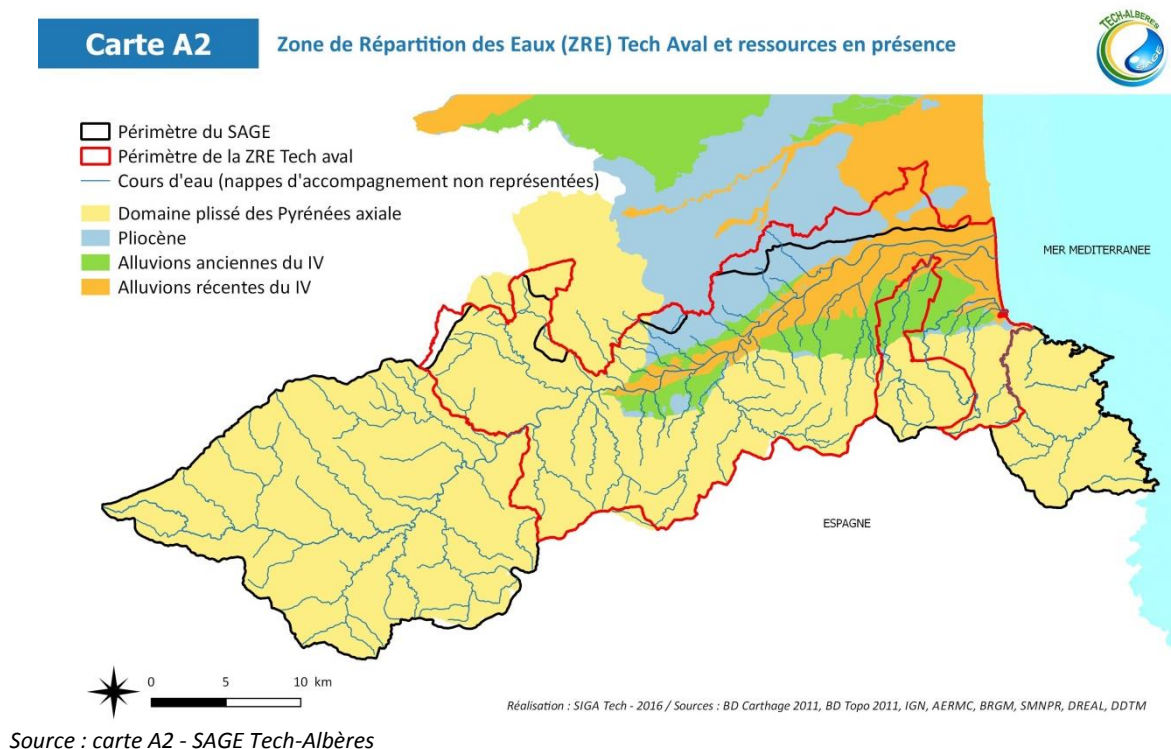 Carte A2
Zone de Répartition des Eaux (ZRE) Tech Aval et ressources en présence
TECH-ALBERES
SAGE
Périmètre du SAGE
Périmètre de la ZRE Tech aval
Cours d'eau (nappes d'accompagnement non représentées)
Domaine plissé des Pyrénées axiale
Pliocène
Alluvions anciennes du IV
Alluvions récentes du IV
MER MEDITERRANEE
ESPAGNE
0 5 10 km
Réalisation : SIGA Tech - 2016 / Sources : BD Carthage 2011, BD Topo 2011, IGN, AERMC, BRGM, SMNPR, DREAL, DDTM
Source : carte A2 - SAGE Tech-Albères